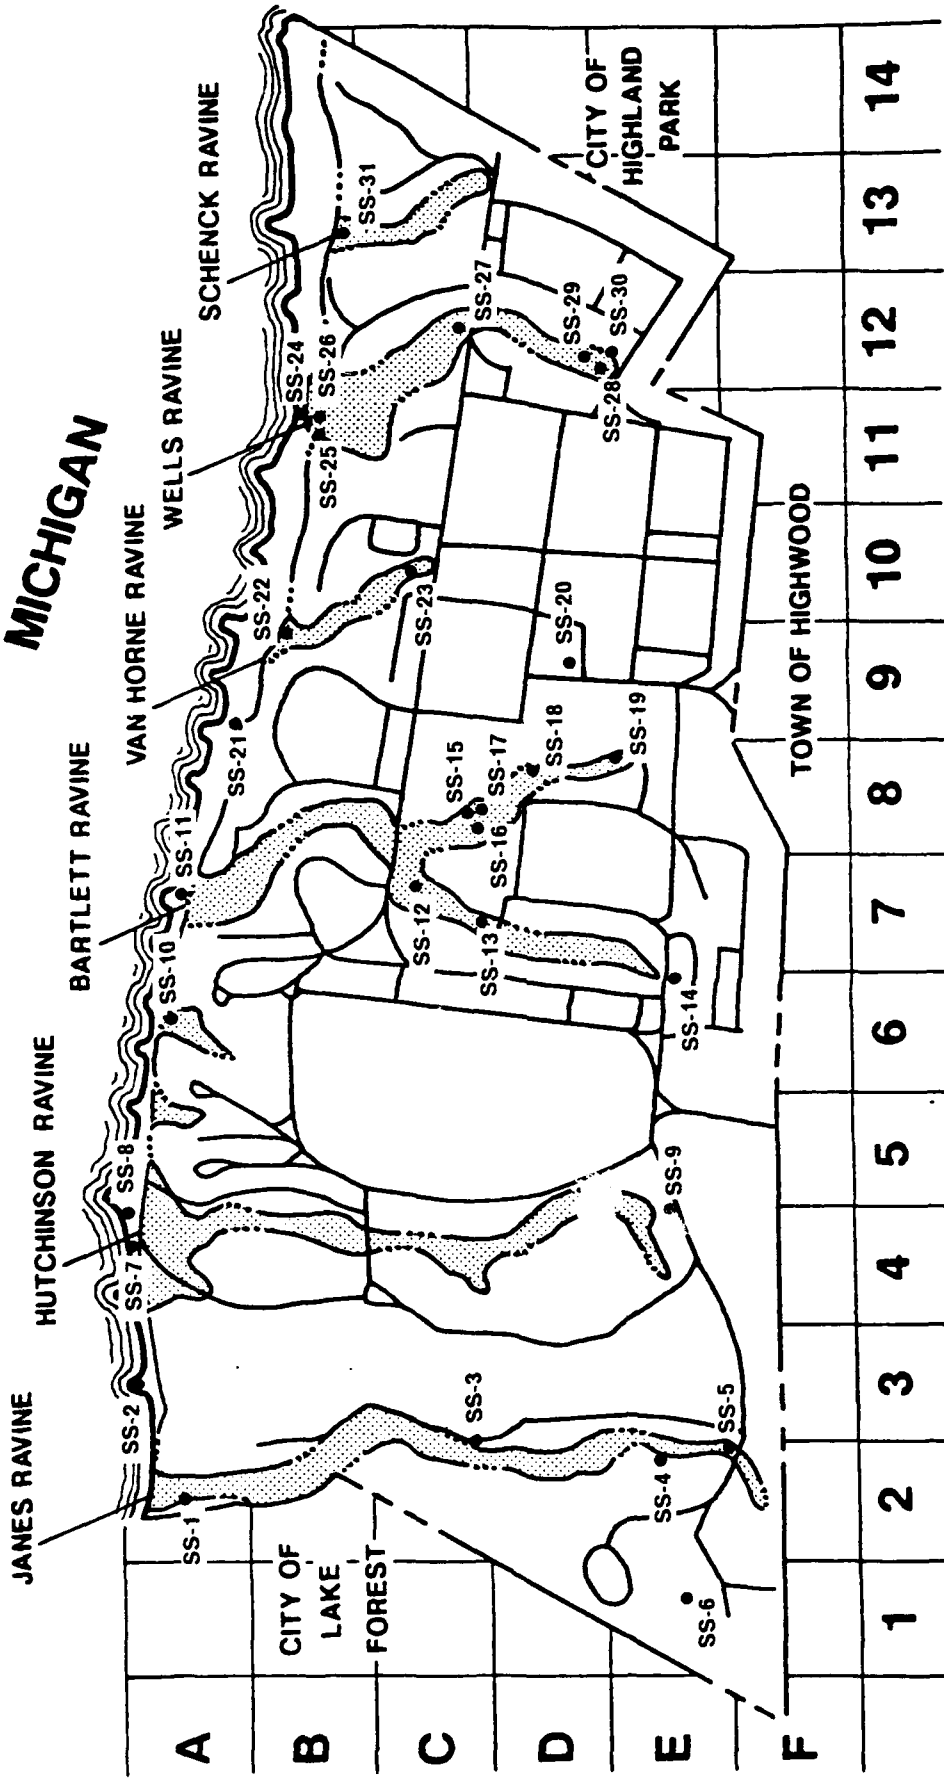 MICHIGAN
JANES RAVINE
HUTCHINSON RAVINE
BARTLETT RAVINE
VAN HORNE RAVINE
WELLS RAVINE
SCHENCK RAVINE
SS-1
SS-2
SS-3
SS-4
SS-5
SS-6
SS-7
SS-8
SS-9
SS-10
SS-11
SS-12
SS-13
SS-14
SS-15
SS-16
SS-17
SS-18
SS-19
SS-20
SS-21
SS-22
SS-23
SS-24
SS-25
SS-26
SS-27
SS-28
SS-29
SS-30
SS-31
CITY OF
LAKE
FOREST
CITY OF
HIGHLAND
PARK
TOWN OF HIGHWOOD
A
B
C
D
E
F
1 2 3 4 5 6 7 8 9 10 11 12 13 14